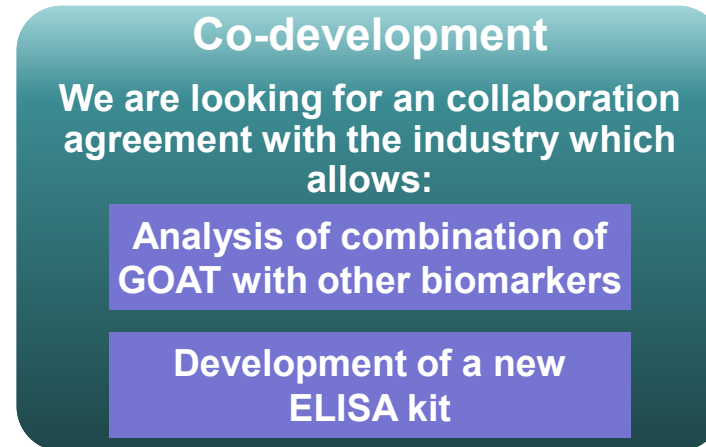 Co-development
We are looking for an collaboration
agreement with the industry which
allows:
Analysis of combination of
GOAT with other biomarkers
Development of a new
ELISA kit